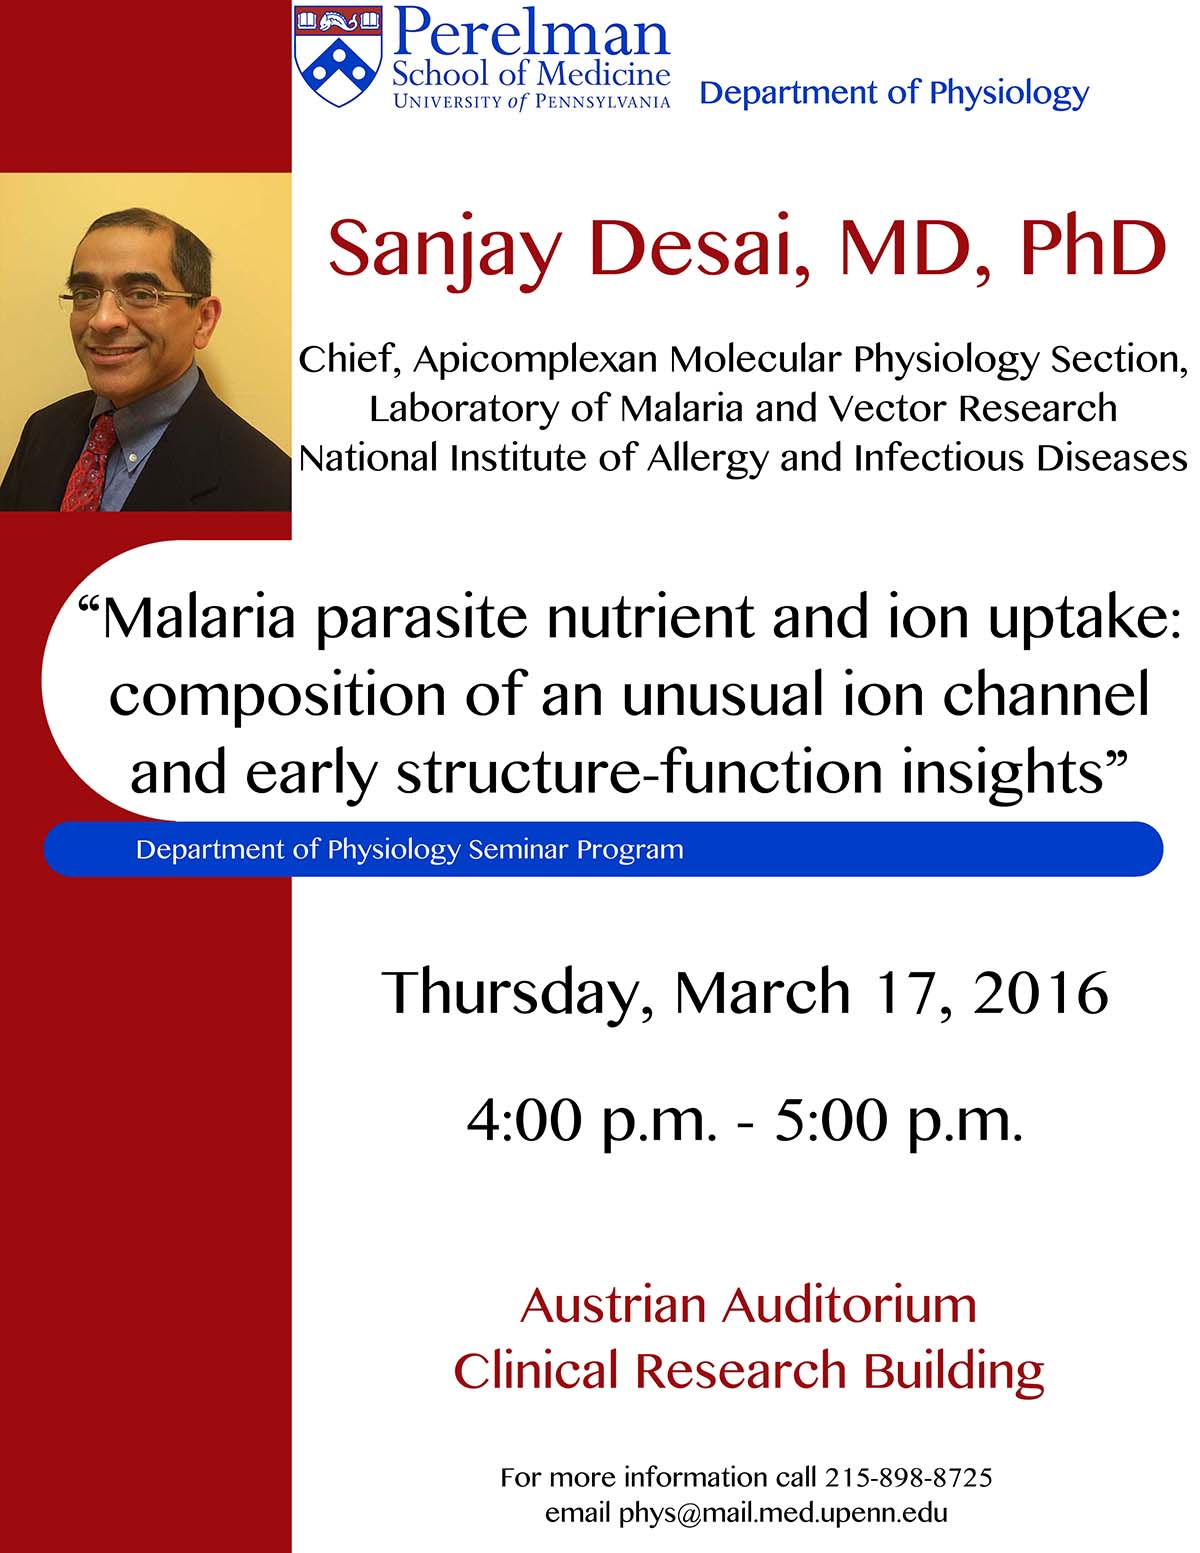 Perelman
School of Medicine
University of Pennsylvania
Department of Physiology
Sanjay Desai, MD, PhD
Chief, Apicomplexan Molecular Physiology Section,
Laboratory of Malaria and Vector Research
National Institute of Allergy and Infectious Diseases
“Malaria parasite nutrient and ion uptake:
composition of an unusual ion channel
and early structure-function insights”
Department of Physiology Seminar Program
Thursday, March 17, 2016
4:00 p.m. - 5:00 p.m.
Austrian Auditorium
Clinical Research Building
For more information call 215-898-8725
email phys@mail.med.upenn.edu